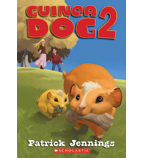 GUINEA
DOG 2
Patrick Jennings
SCHOLASTIC